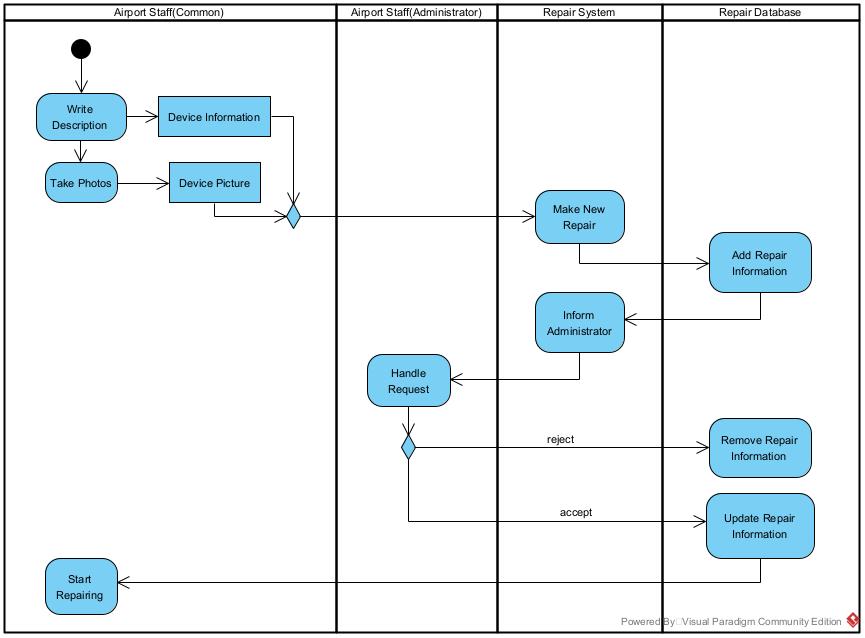 Airport Staff(Common)
Airport Staff(Administrator)
Repair System
Repair Database
Write
Description
Device Information
Take Photos
Device Picture
Make New
Repair
Add Repair
Information
Inform
Administrator
Handle
Request
reject
Remove Repair
Information
accept
Update Repair
Information
Start
Repairing
Powered By Visual Paradigm Community Edition